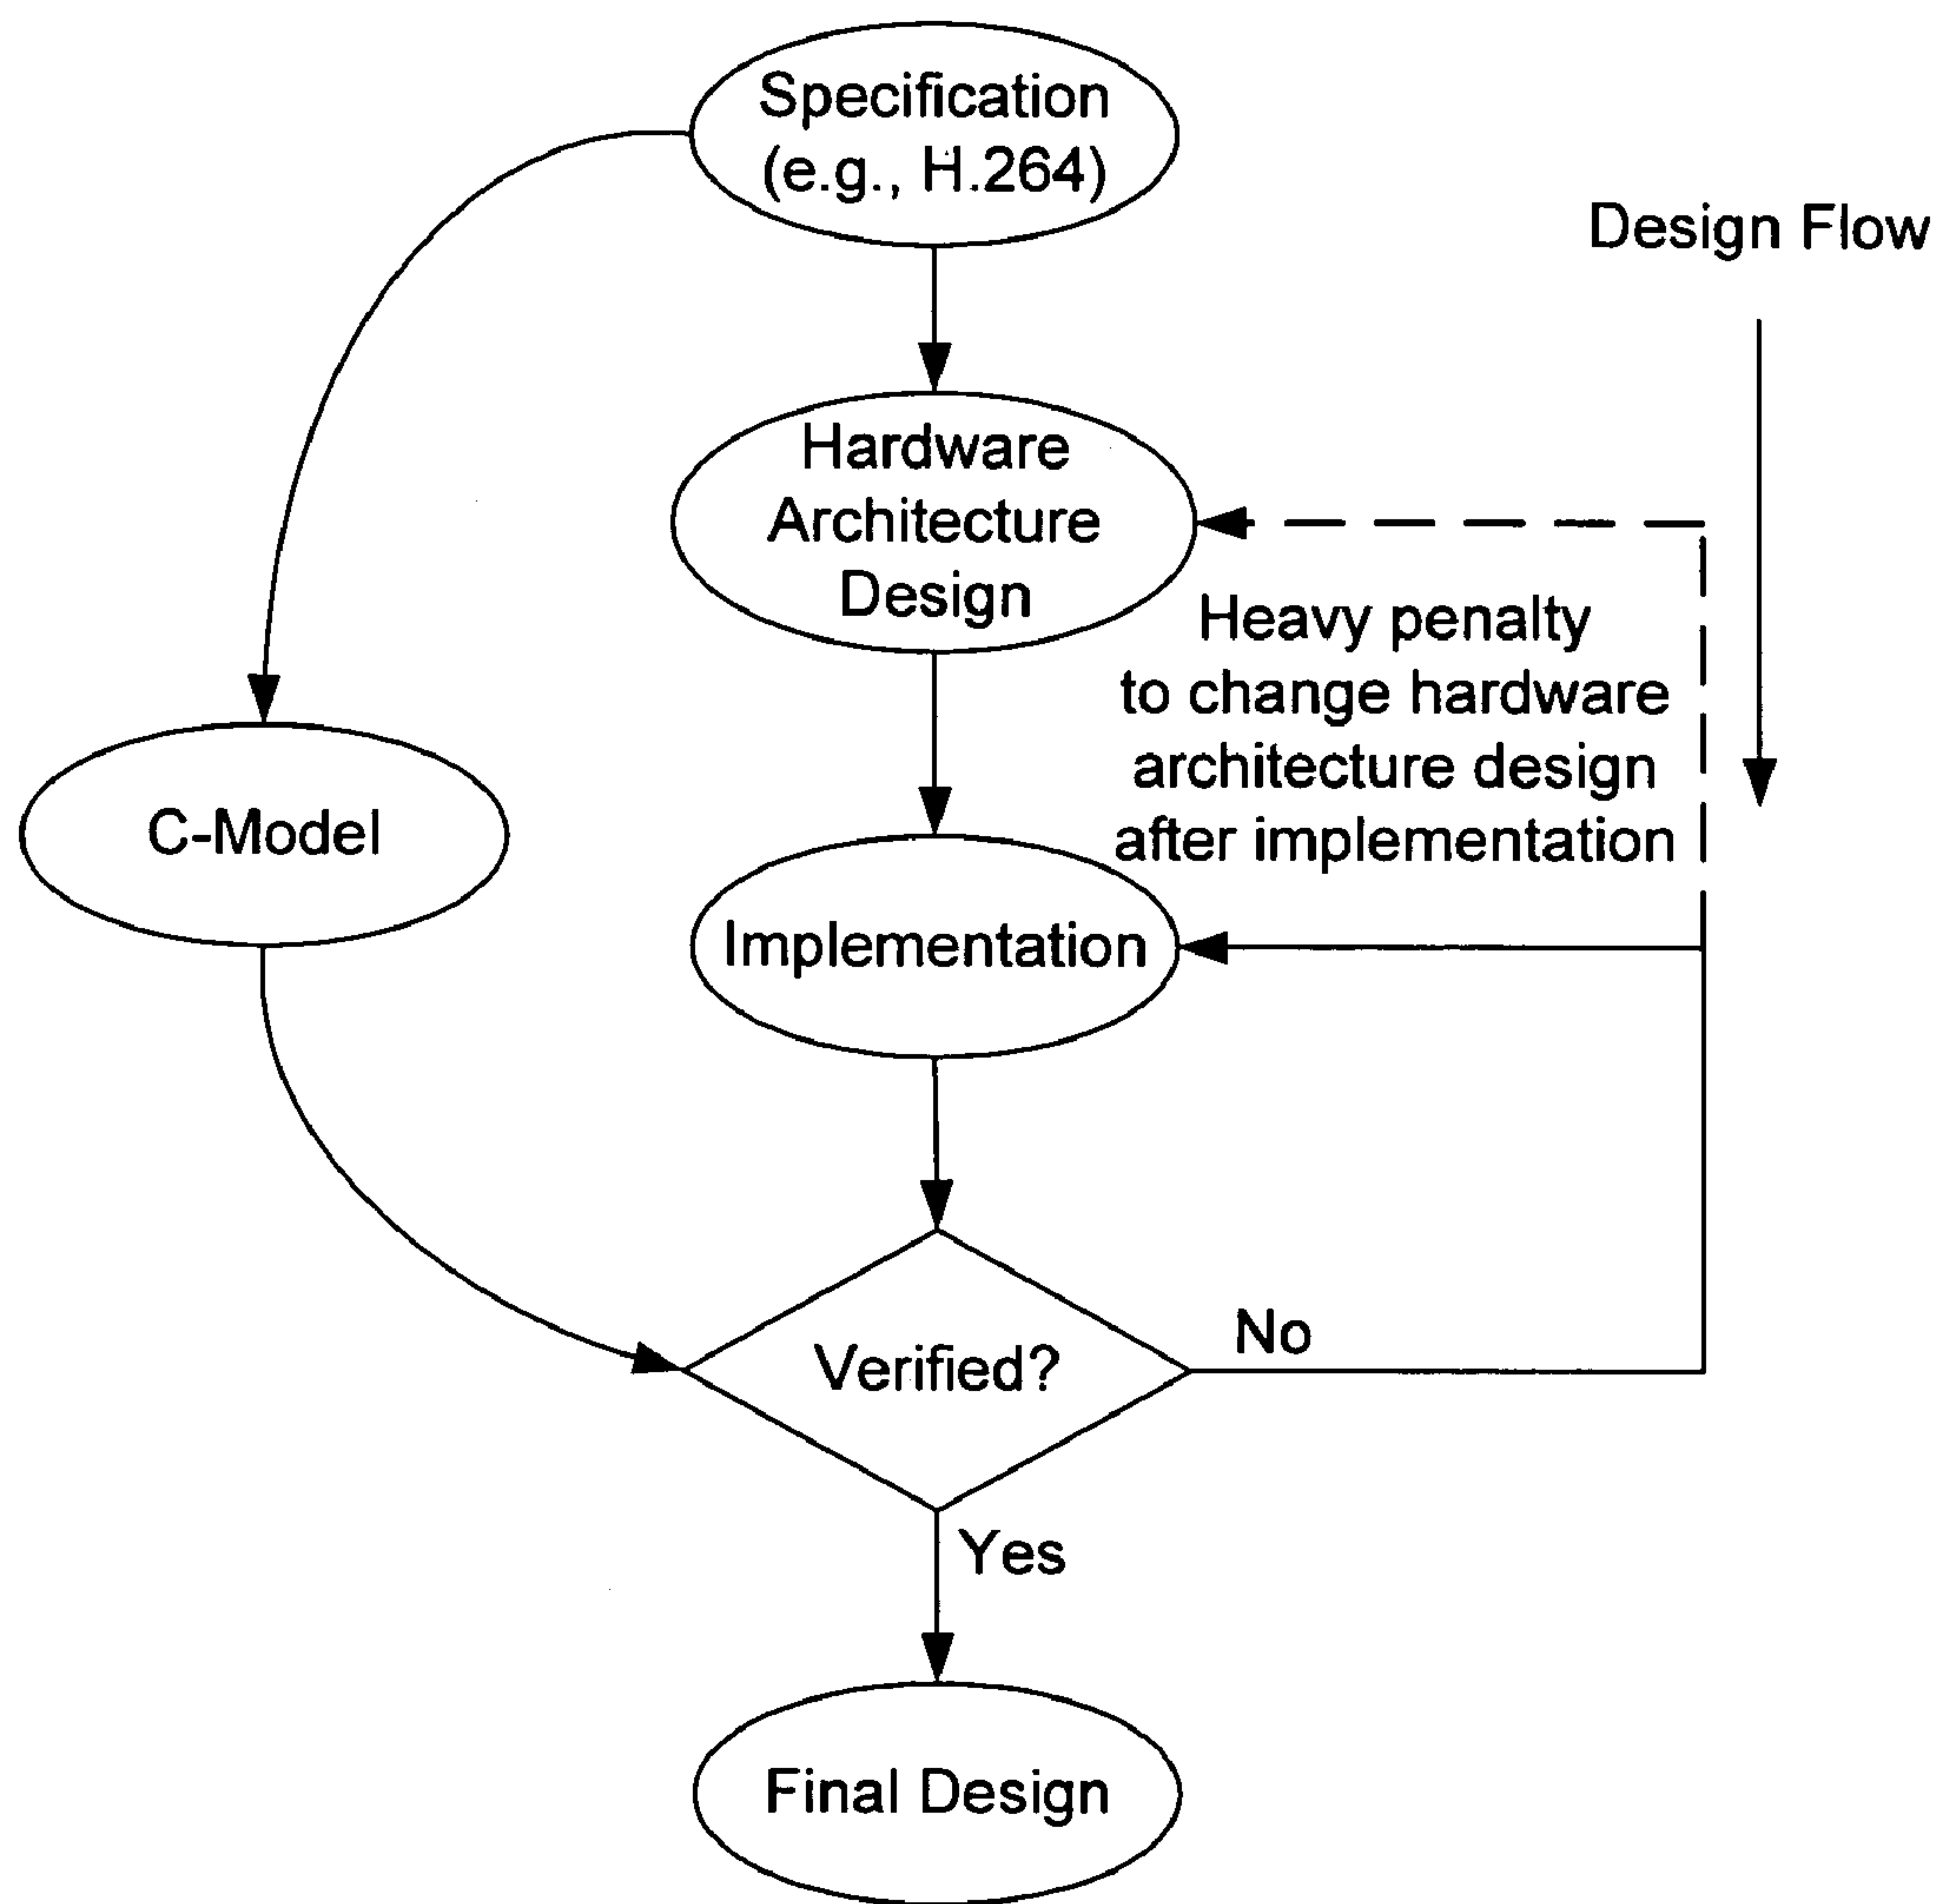 Specification
(e.g., H.264)
Design Flow
Hardware
Architecture
Design
Heavy penalty
to change hardware
architecture design
after implementation
C-Model
Implementation
Verified?
No
Yes
Final Design